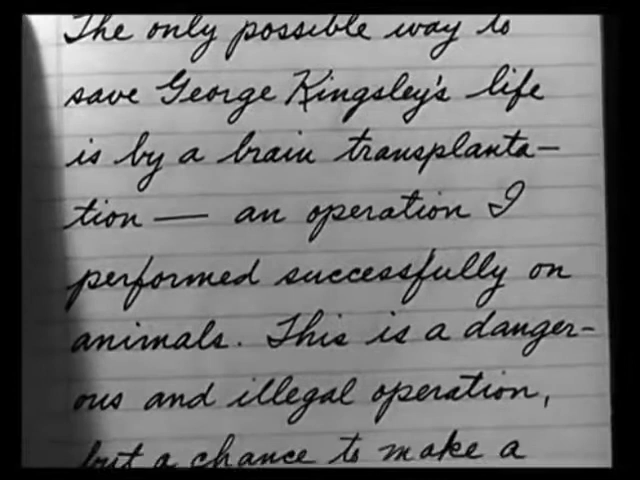 The only possible way to
save George Kingsley's life
is by a brain transplanta-
tion — an operation I
performed successfully on
animals. This is a danger-
ous and illegal operation,
but a chance to make a